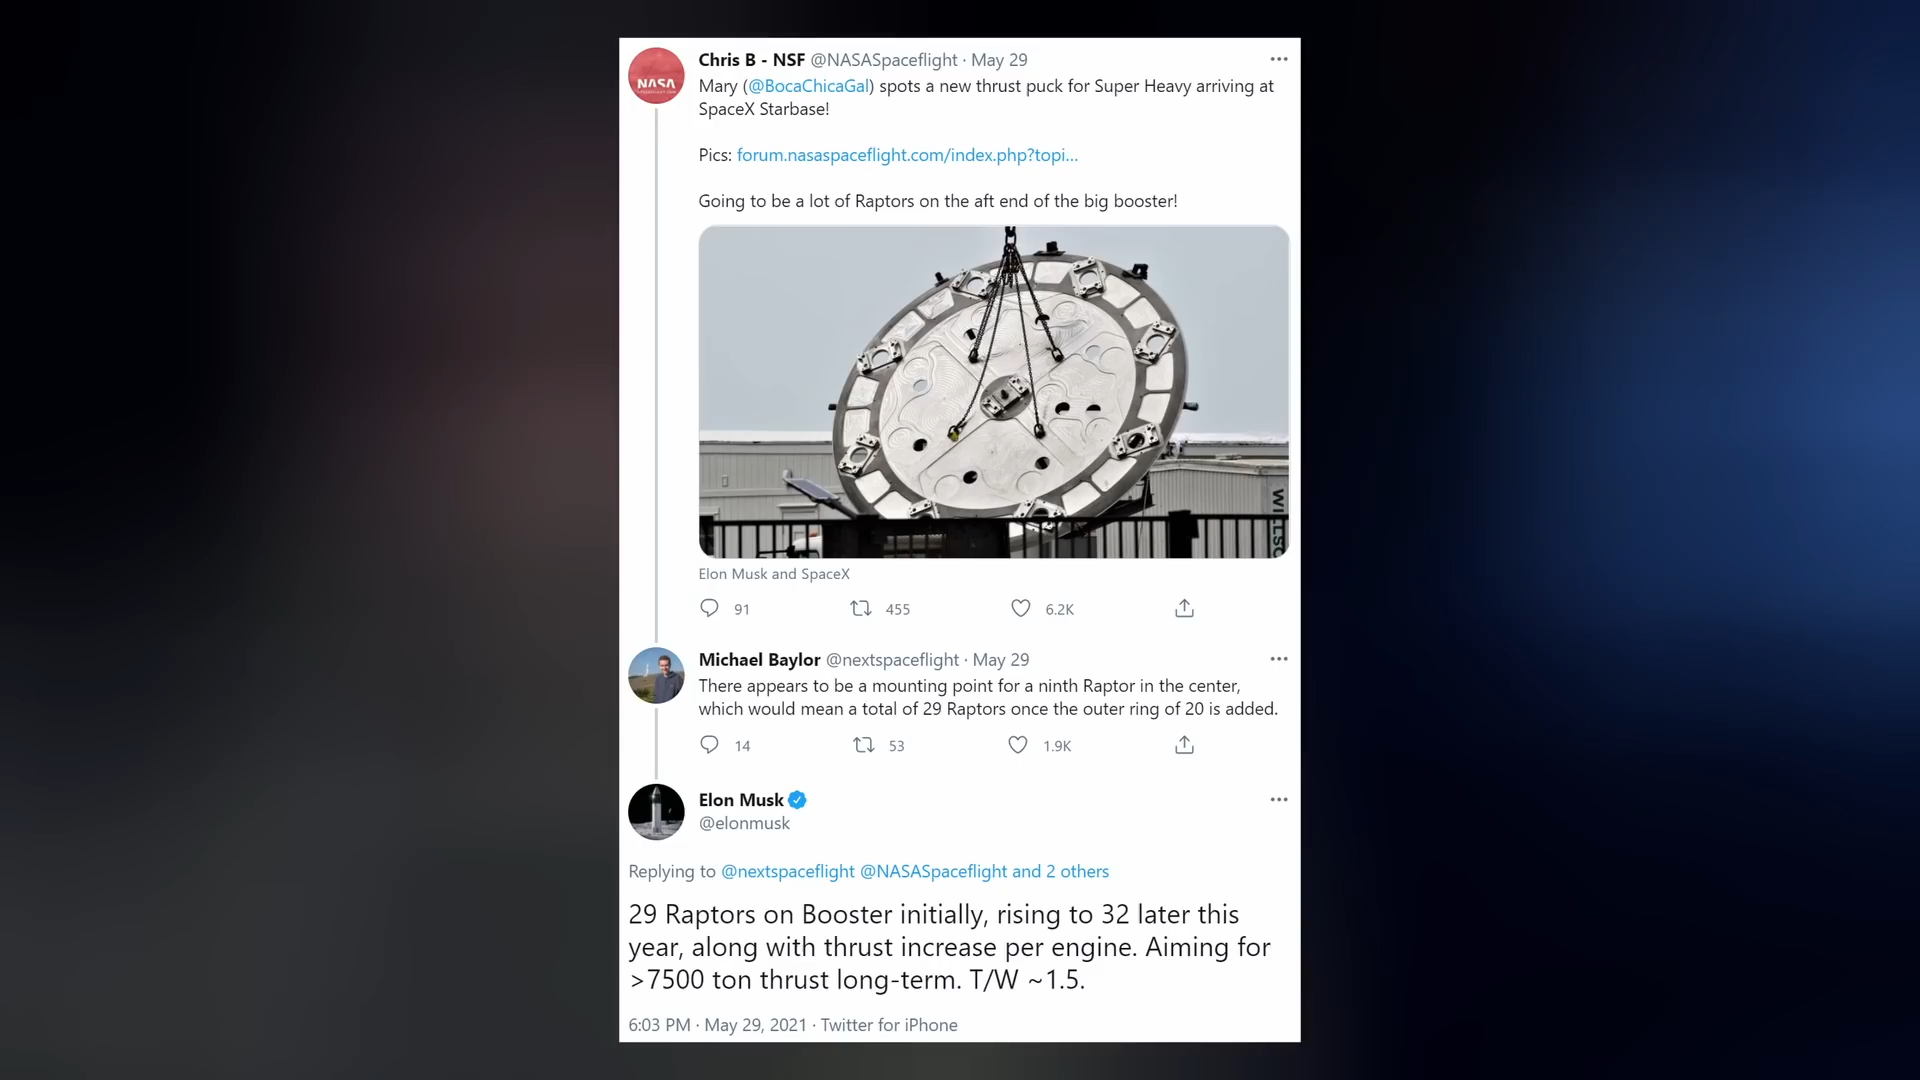 Chris B - NSF @NASASpaceflight · May 29
Mary (@BocaChicaGal) spots a new thrust puck for Super Heavy arriving at
SpaceX Starbase!
Pics: forum.nasaspaceflight.com/index.php?topi...
Going to be a lot of Raptors on the aft end of the big booster!
NASA
WILLSC
Elon Musk and SpaceX
91 455 6.2K
Michael Baylor @nextspaceflight · May 29
There appears to be a mounting point for a ninth Raptor in the center,
which would mean a total of 29 Raptors once the outer ring of 20 is added.
14 53 1.9K
Elon Musk
@elonmusk
Replying to @nextspaceflight @NASASpaceflight and 2 others
29 Raptors on Booster initially, rising to 32 later this
year, along with thrust increase per engine. Aiming for
>7500 ton thrust long-term. T/W ~1.5.
6:03 PM · May 29, 2021 · Twitter for iPhone